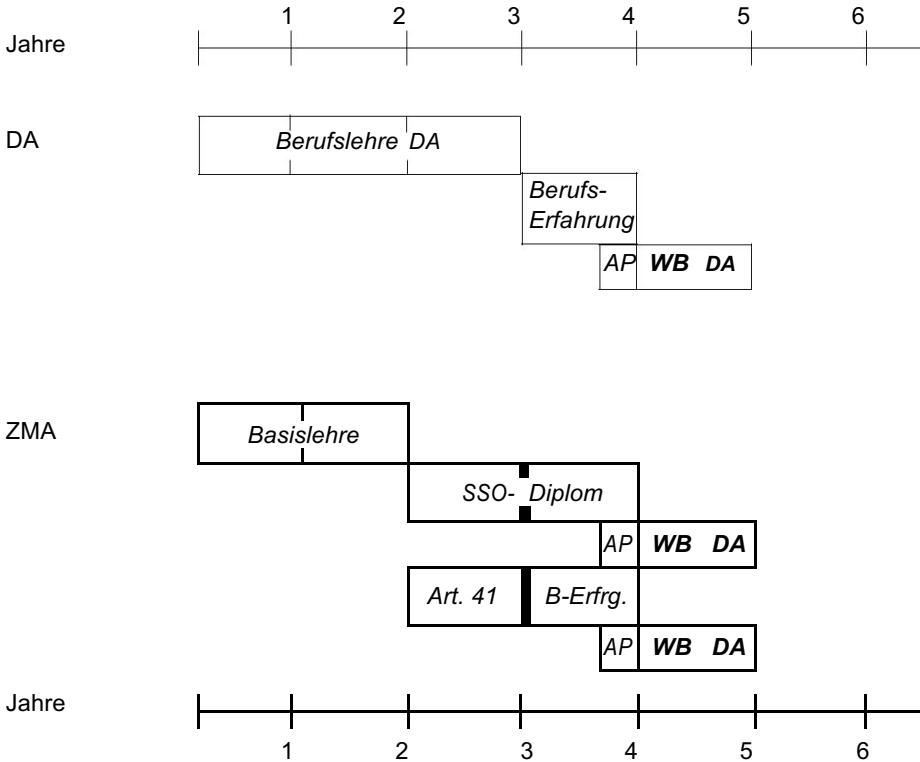 1 2 3 4 5 6
Jahre
DA
Berufslehre DA
Berufs-
Erfahrung
AP WB DA
ZMA
Basislehre
SSO- Diplom
AP WB DA
Art. 41 B-Erfrg.
AP WB DA
Jahre
1 2 3 4 5 6